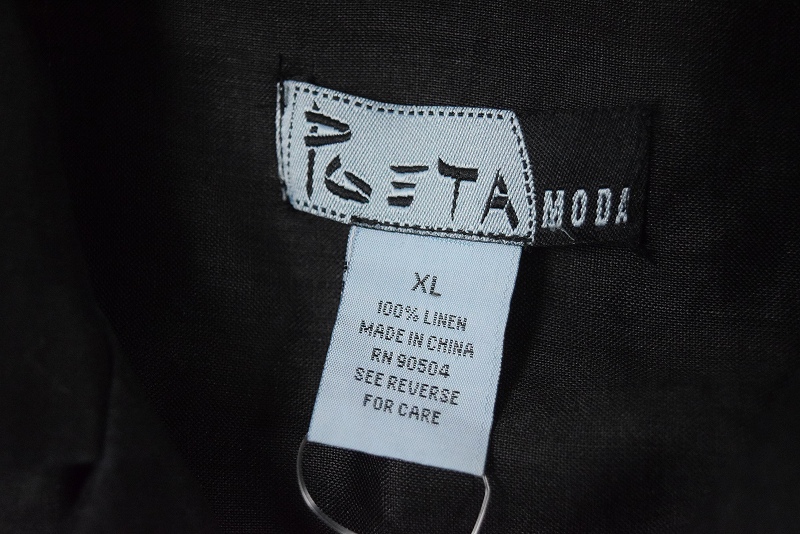 PGETA MODA
XL
100% LINEN
MADE IN CHINA
RN 90504
SEE REVERSE
FOR CARE